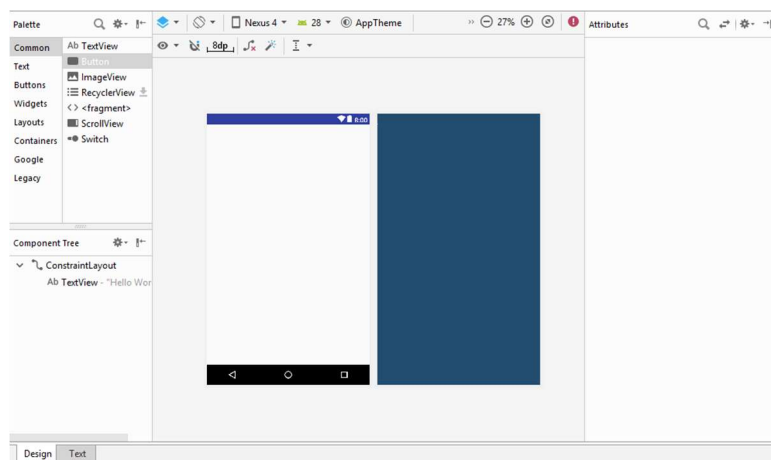 Palette
Common
Text
Buttons
Widgets
Layouts
Containers
Google
Legacy
Ab TextView
Button
ImageView
RecyclerView
<> <fragment>
ScrollView
Switch
Component Tree
ConstraintLayout
Ab TextView - "Hello Wor
Nexus 4
28
AppTheme
»
27%
8dp
8:00
Attributes
Design
Text